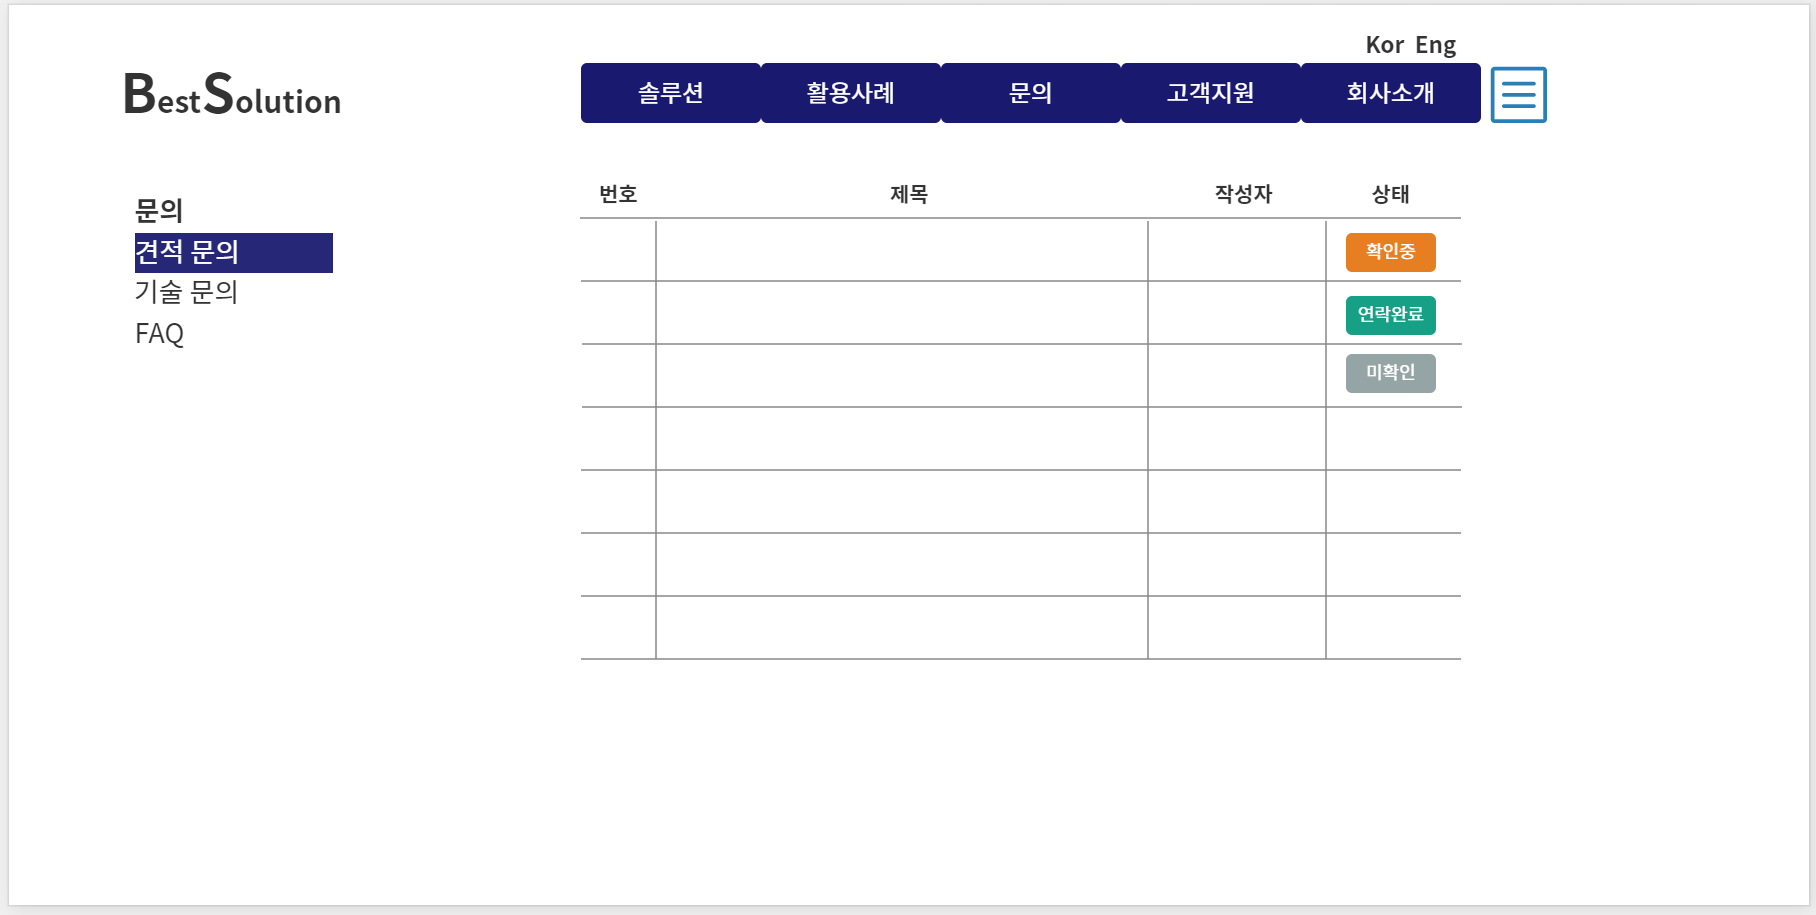 Kor Eng
BestSolution
솔루션 활용사례 문의 고객지원 회사소개
문의
견적 문의
기술 문의
FAQ
번호 제목 작성자 상태
확인중
연락완료
미확인